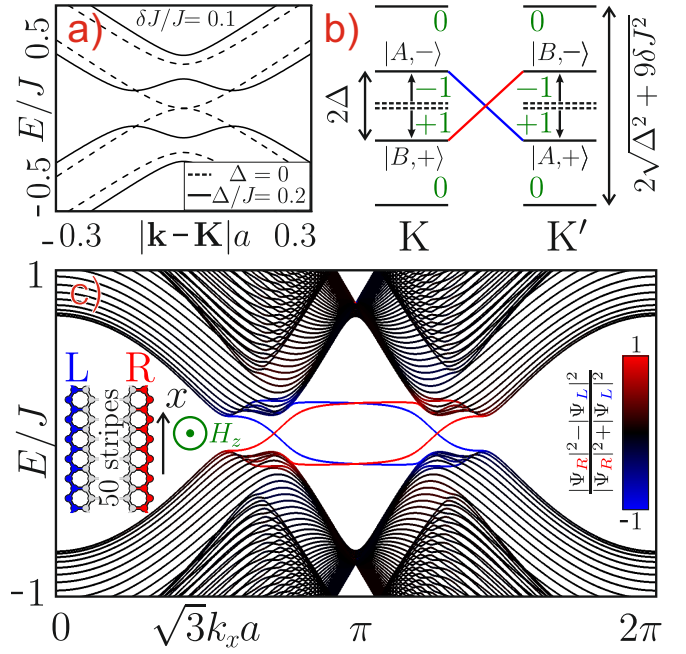 a)
δJ/J=0.1
0.5
E/J
-0.5
Δ = 0
Δ/J=0.2
-0.3
|k−K|a
0.3
b)
0
0
|A,−⟩
|B,−⟩
−1
−1
2Δ
+1
+1
|B,+⟩
|A,+⟩
0
0
K
K′
2√Δ² + 9δJ²
c)
1
E/J
-1
L
R
x
50 stripes
H_z
1
|Ψ_R|²−|Ψ_L|²
|Ψ_R|²+|Ψ_L|²
-1
0
√3k_xa
π
2π